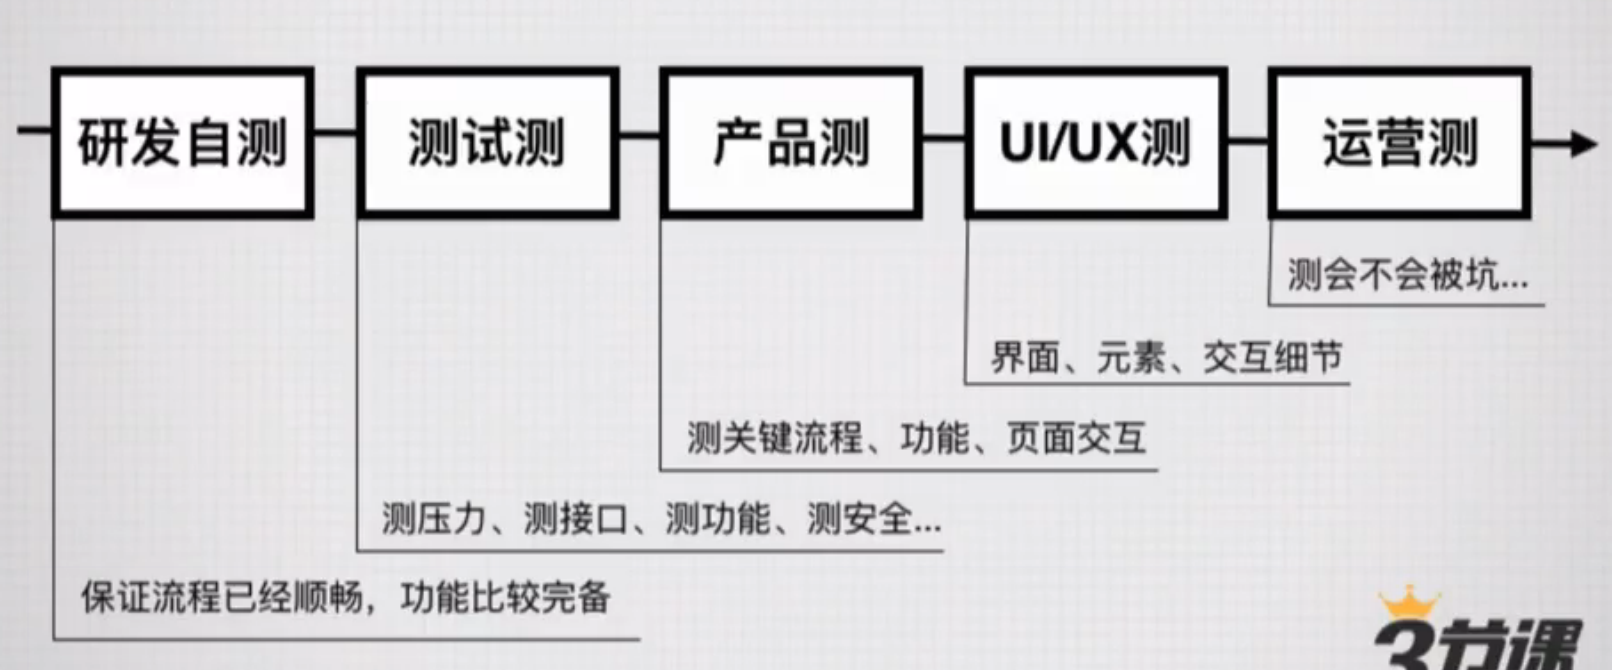 研发自测
测试测
产品测
UI/UX测
运营测
测会不会被坑...
界面、元素、交互细节
测关键流程、功能、页面交互
测压力、测接口、测功能、测安全...
保证流程已经顺畅，功能比较完备
3节课